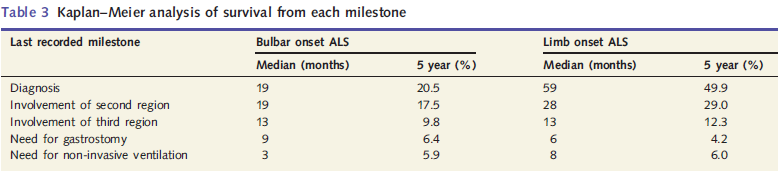 Table 3 Kaplan–Meier analysis of survival from each milestone
Last recorded milestone Bulbar onset ALS Limb onset ALS
Median (months) 5 year (%) Median (months) 5 year (%)
Diagnosis 19 20.5 59 49.9
Involvement of second region 19 17.5 28 29.0
Involvement of third region 13 9.8 13 12.3
Need for gastrostomy 9 6.4 6 4.2
Need for non-invasive ventilation 3 5.9 8 6.0